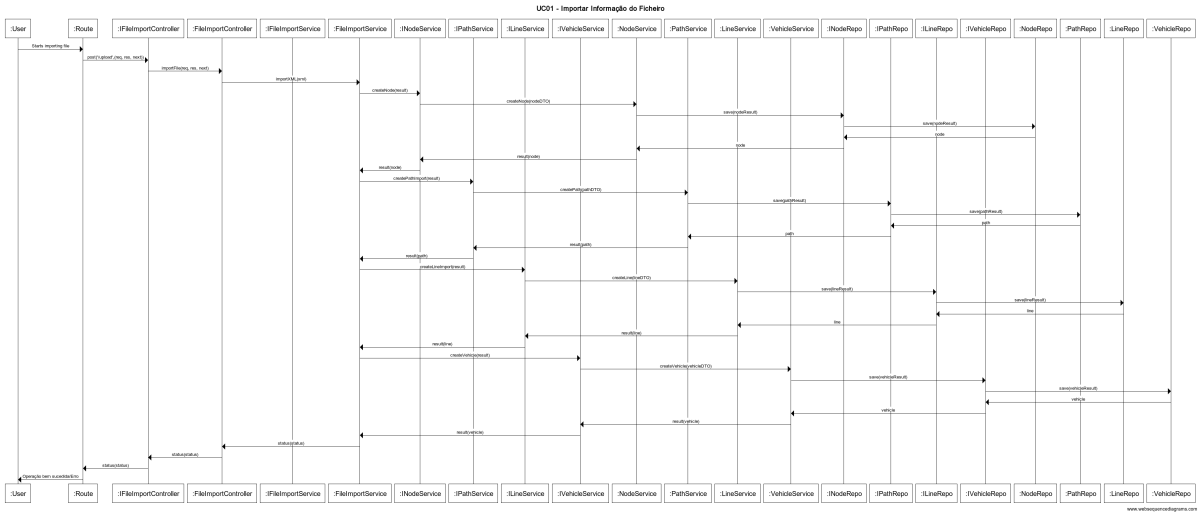 UC01 - Importar Informação do Ficheiro
:User :Route :IFileImportController :FileImportController :IFileImportService :FileImportService :INodeService :IPathService :ILineService :IVehicleService :NodeService :PathService :LineService :VehicleService :INodeRepo :IPathRepo :ILineRepo :IVehicleRepo :NodeRepo :PathRepo :LineRepo :VehicleRepo
Starts importing file
post('/upload',(req, res, next))
importFile(req, res, next)
importXML(xml)
createNode(result)
createNode(nodeDTO)
save(nodeResult)
save(nodeResult)
node
node
result(node)
result(node)
createPathImport(result)
createPath(pathDTO)
save(pathResult)
save(pathResult)
path
path
result(path)
result(path)
createLineImport(result)
createLine(lineDTO)
save(lineResult)
save(lineResult)
line
line
result(line)
result(line)
createVehicle(result)
createVehicle(vehicleDTO)
save(vehicleResult)
save(vehicleResult)
vehicle
vehicle
result(vehicle)
result(vehicle)
status(status)
status(status)
status(status)
Operação bem sucedida/Erro
:User :Route :IFileImportController :FileImportController :IFileImportService :FileImportService :INodeService :IPathService :ILineService :IVehicleService :NodeService :PathService :LineService :VehicleService :INodeRepo :IPathRepo :ILineRepo :IVehicleRepo :NodeRepo :PathRepo :LineRepo :VehicleRepo
www.websequencediagrams.com